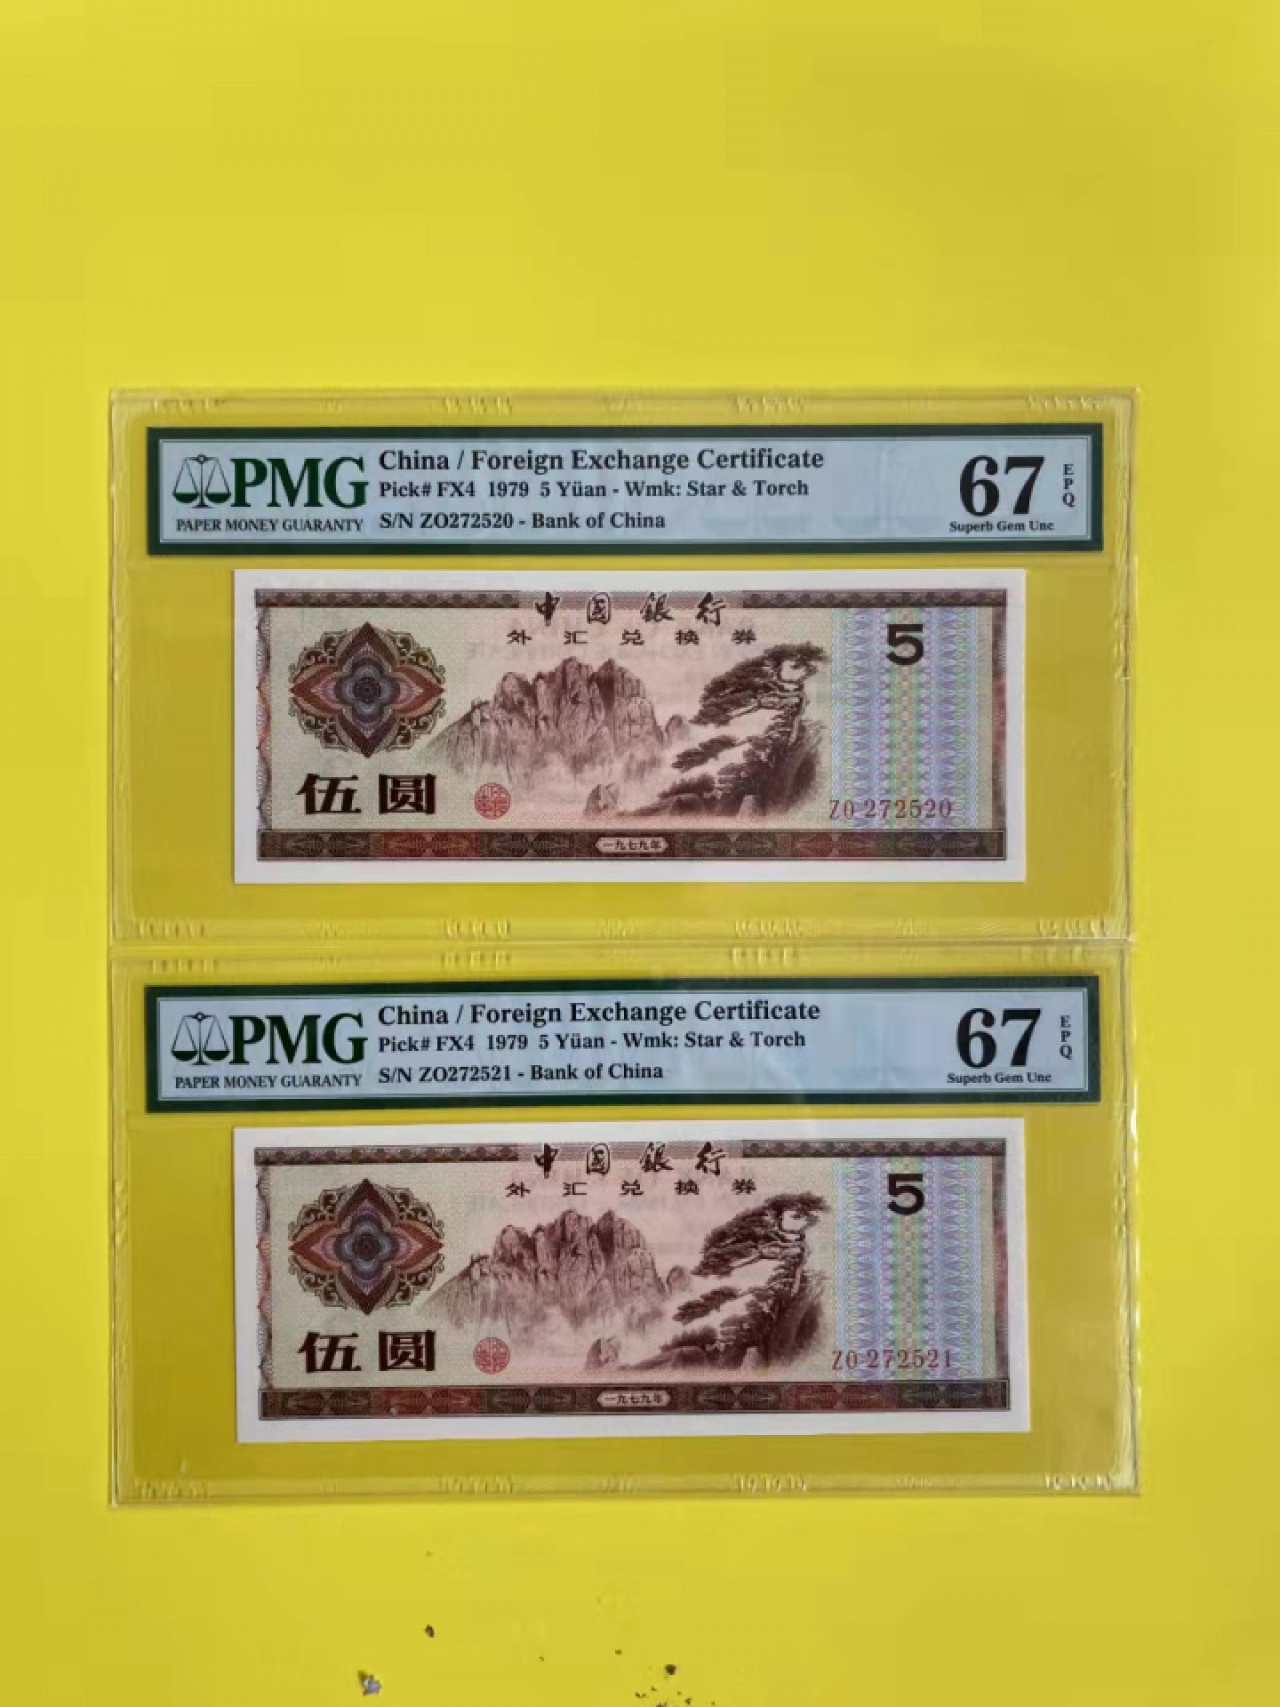 PMG
PAPER MONEY GUARANTY
China / Foreign Exchange Certificate
Pick# FX4 1979 5 Yüan - Wmk: Star & Torch
S/N ZO272520 - Bank of China
67
EPQ
Superb Gem Unc
中国銀行
外汇兑换券
5
伍圆
ZO 272520
一九七九年
PMG
PAPER MONEY GUARANTY
China / Foreign Exchange Certificate
Pick# FX4 1979 5 Yüan - Wmk: Star & Torch
S/N ZO272521 - Bank of China
67
EPQ
Superb Gem Unc
中国銀行
外汇兑换券
5
伍圆
ZO 272521
一九七九年